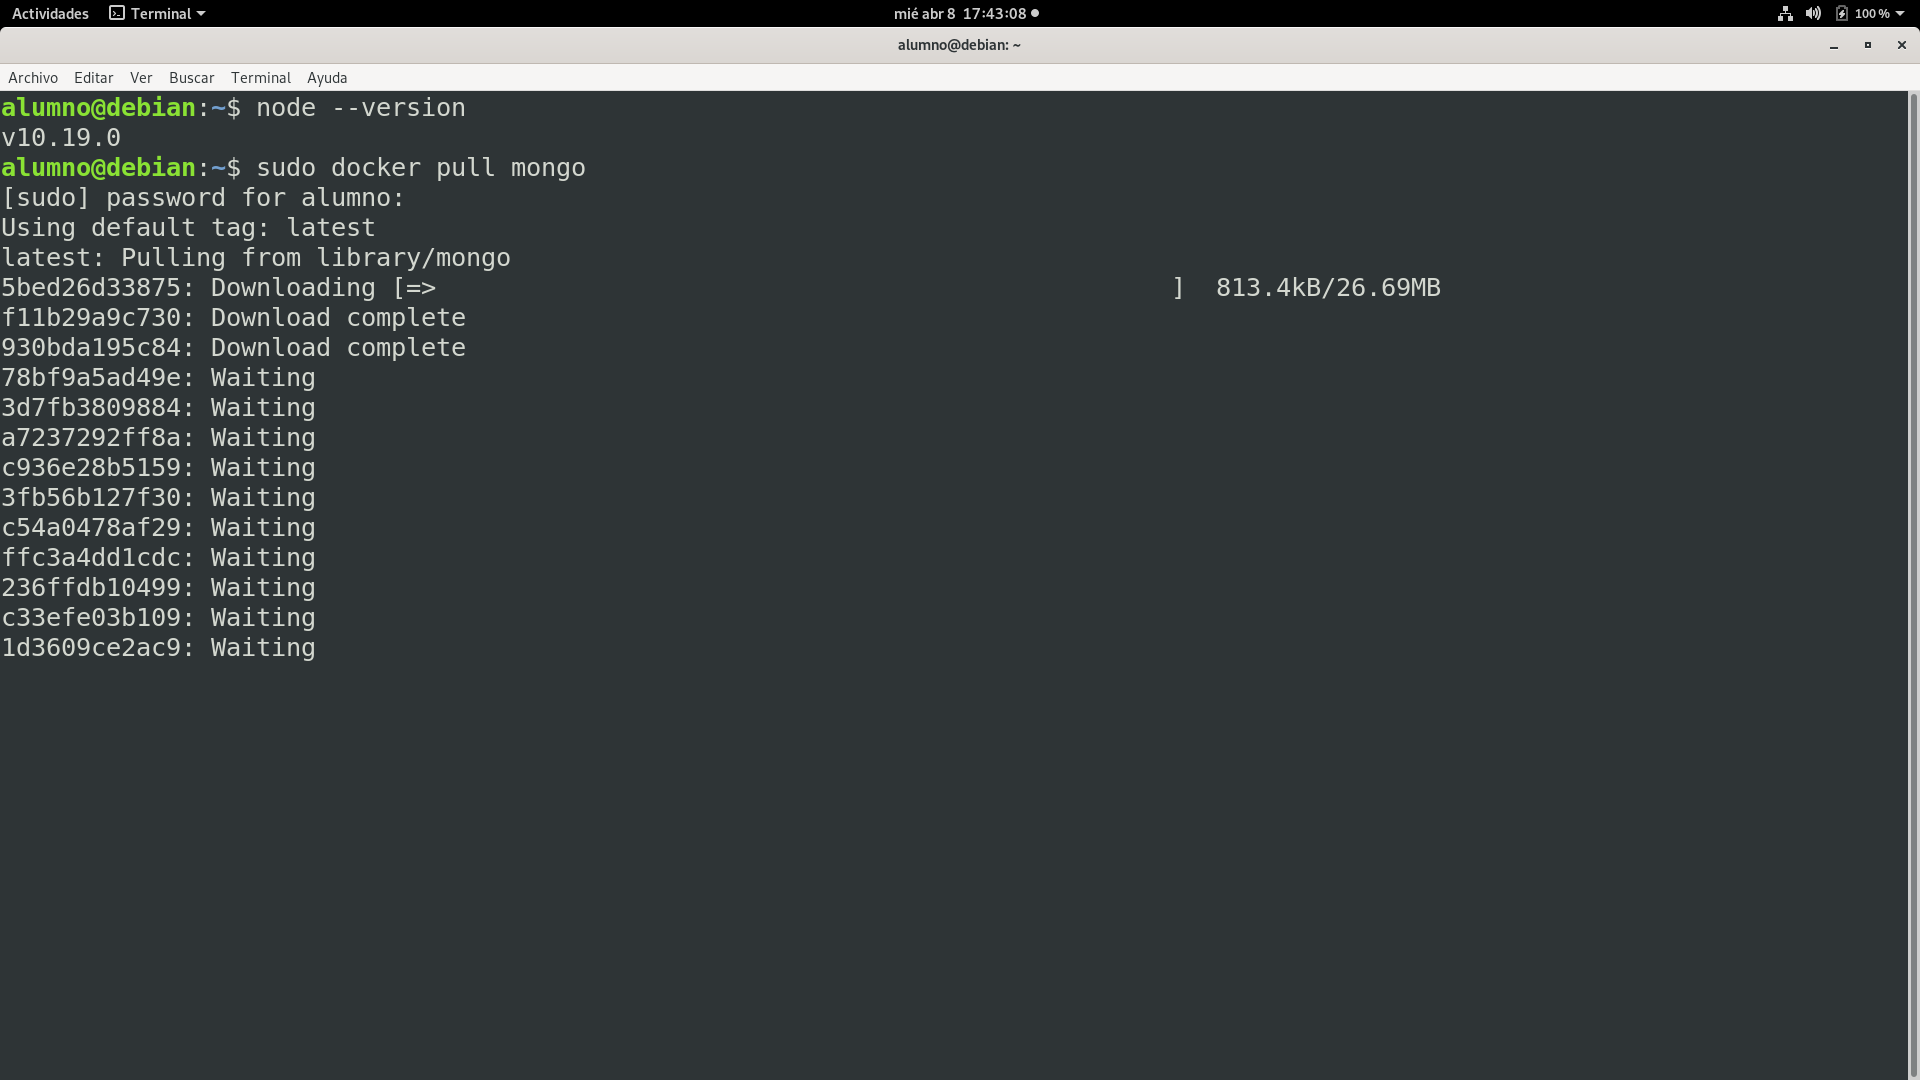 Actividades Terminal mié abr 8 17:43:08 100 %
alumno@debian: ~
Archivo Editar Ver Buscar Terminal Ayuda
alumno@debian:~$ node --version
v10.19.0
alumno@debian:~$ sudo docker pull mongo
[sudo] password for alumno:
Using default tag: latest
latest: Pulling from library/mongo
5bed26d33875: Downloading [=> ] 813.4kB/26.69MB
f11b29a9c730: Download complete
930bda195c84: Download complete
78bf9a5ad49e: Waiting
3d7fb3809884: Waiting
a7237292ff8a: Waiting
c936e28b5159: Waiting
3fb56b127f30: Waiting
c54a0478af29: Waiting
ffc3a4dd1cdc: Waiting
236ffdb10499: Waiting
c33efe03b109: Waiting
1d3609ce2ac9: Waiting